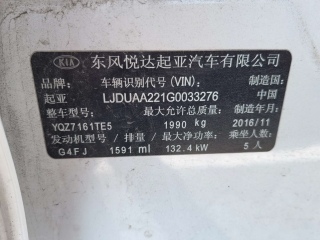 KIA 东风悦达起亚汽车有限公司
车辆识别代号(VIN): 制造国:
起亚 LJDUAA221G0033276 中国
整车型号: 最大允许总质量: 制造年月:
YQZ7161TE5 1990 kg 2016/11
发动机型号 / 排量 / 最大净功率: 乘坐人数:
G4FJ 1591 ml 132.4 kW 5 人